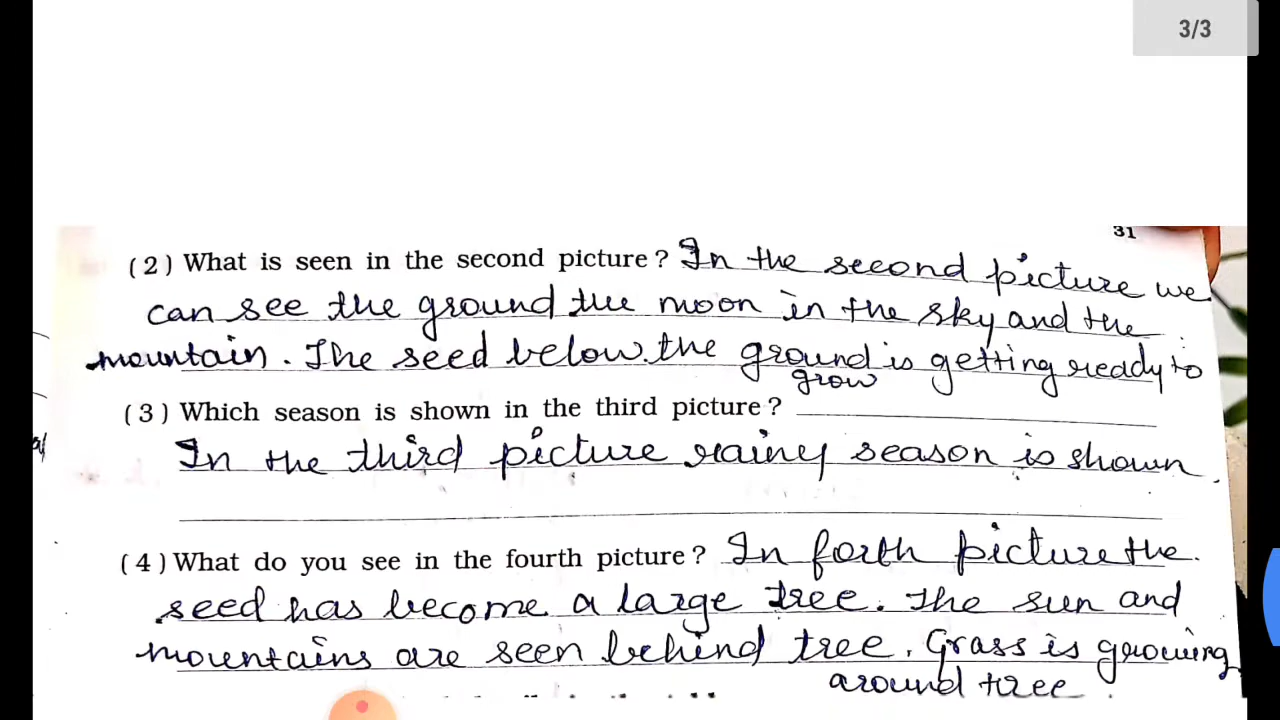 3/3
31
(2) What is seen in the second picture? In the second picture we
can see the ground the moon in the sky and the
mountain. The seed below the ground is getting ready to
grow
(3) Which season is shown in the third picture?
In the third picture rainy season is shown.
(4) What do you see in the fourth picture? In forth picture the
seed has become a large tree. The sun and
mountains are seen behind tree. Grass is growing
around tree.